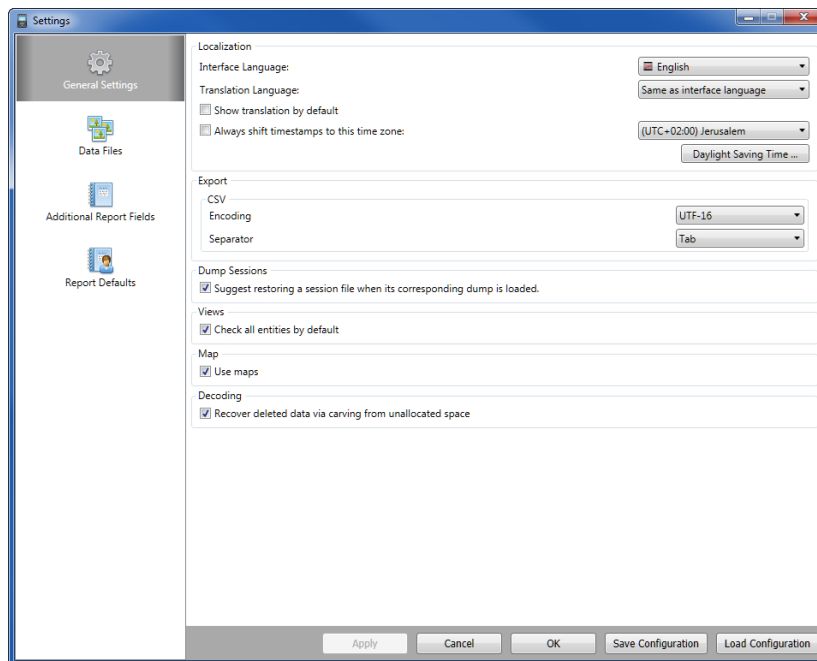 Settings
General Settings
Data Files
Additional Report Fields
Report Defaults
Localization
Interface Language: English
Translation Language: Same as interface language
Show translation by default
Always shift timestamps to this time zone: (UTC+02:00) Jerusalem
Daylight Saving Time ...
Export
CSV
Encoding UTF-16
Separator Tab
Dump Sessions
Suggest restoring a session file when its corresponding dump is loaded.
Views
Check all entities by default
Map
Use maps
Decoding
Recover deleted data via carving from unallocated space
Apply Cancel OK Save Configuration Load Configuration